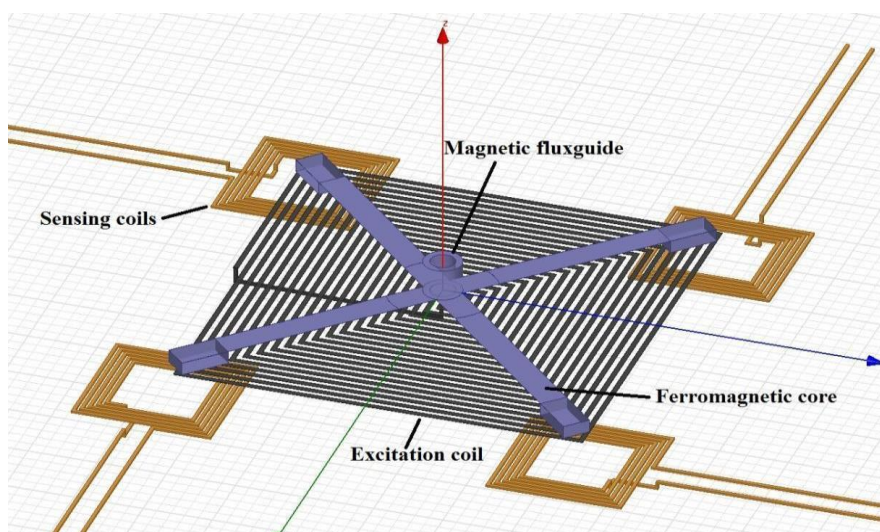 z
Magnetic fluxguide
Sensing coils
Ferromagnetic core
Excitation coil